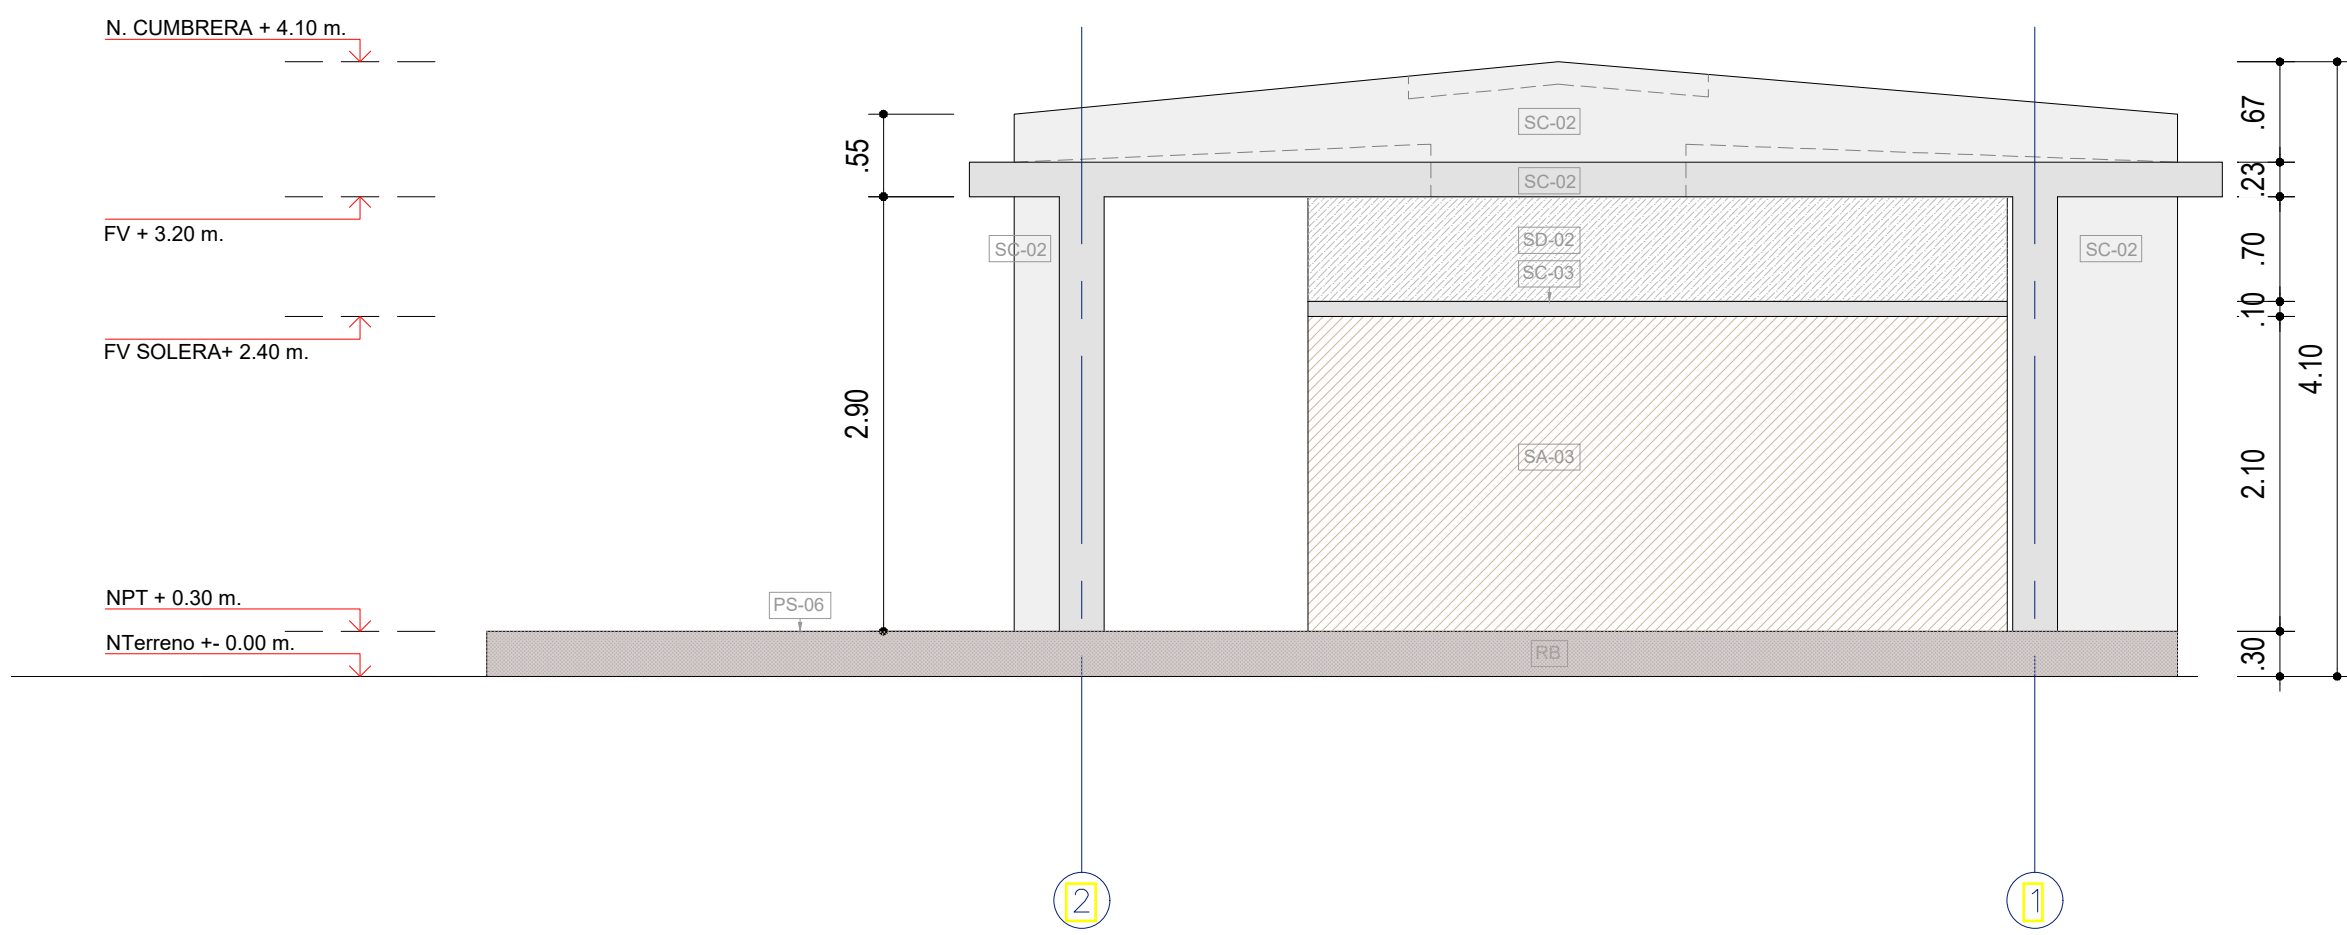 N. CUMBRERA + 4.10 m.
FV + 3.20 m.
FV SOLERA+ 2.40 m.
NPT + 0.30 m.
NTerreno +- 0.00 m.
.55
2.90
SC-02
SC-02
SC-02
SD-02
SC-03
SC-02
SA-03
PS-06
RB
.67
.23
.70
.10
2.10
.30
4.10
2
1